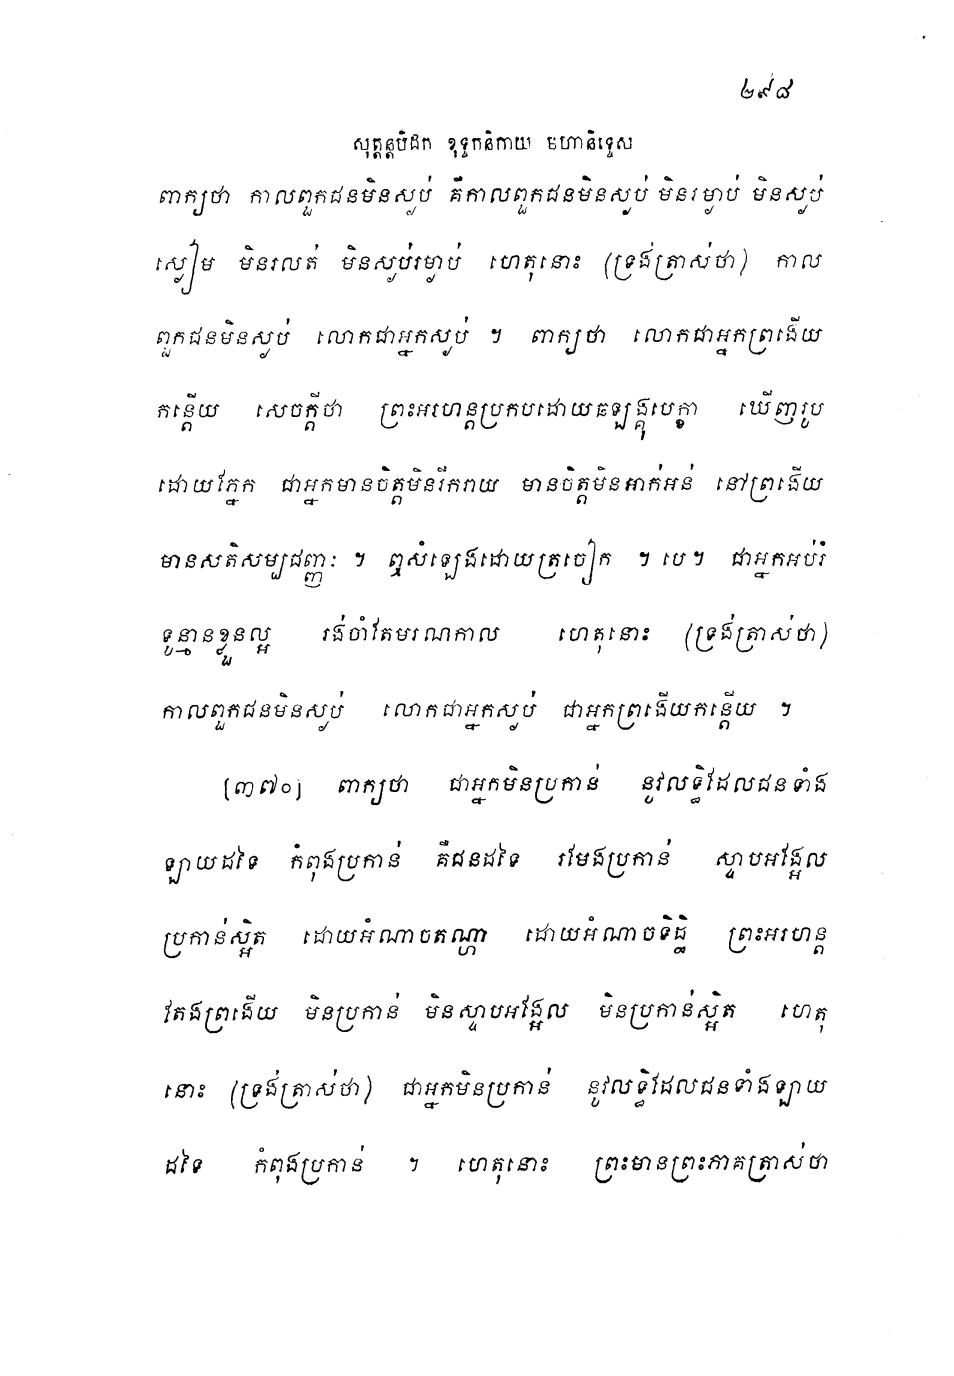 ២៩៨
សុត្តន្តបិដក ខុទ្ទកនិកាយ មហានិទ្ទេស
ពាក្យថា កាលពួកជនមិនស្ងប់ គឺកាលពួកជនមិនស្ងប់ មិនរម្ងាប់ មិនស្ងប់
ស្ងៀម មិនរលត់ មិនស្ងប់រម្ងាប់ ហេតុនោះ (ទ្រង់ត្រាស់ថា) កាល
ពួកជនមិនស្ងប់ លោកជាអ្នកស្ងប់ ។ ពាក្យថា លោកជាអ្នកព្រងើយ
កន្តើយ សេចក្តីថា ព្រះអរហន្តប្រកបដោយឆឡង្គុបេក្ខា ឃើញរូប
ដោយភ្នែក ជាអ្នកមានចិត្តមិនរីករាយ មានចិត្តមិនអាក់អន់ នៅព្រងើយ
មានសតិសម្បជញ្ញៈ ។ ឮសំឡេងដោយត្រចៀក ។ បេ។ ជាអ្នកអប់រំ
ទូន្មានខ្លួនល្អ រង់ចាំតែមរណកាល ហេតុនោះ (ទ្រង់ត្រាស់ថា)
កាលពួកជនមិនស្ងប់ លោកជាអ្នកស្ងប់ ជាអ្នកព្រងើយកន្តើយ ។
[៣៧០] ពាក្យថា ជាអ្នកមិនប្រកាន់ នូវលទ្ធិដែលជនទាំង
ឡាយដទៃ កំពុងប្រកាន់ គឺជនដទៃ រមែងប្រកាន់ ស្ទាបអង្អែល
ប្រកាន់ស្អិត ដោយអំណាចតណ្ហា ដោយអំណាចទិដ្ឋិ ព្រះអរហន្ត
តែងព្រងើយ មិនប្រកាន់ មិនស្ទាបអង្អែល មិនប្រកាន់ស្អិត ហេតុ
នោះ (ទ្រង់ត្រាស់ថា) ជាអ្នកមិនប្រកាន់ នូវលទ្ធិដែលជនទាំងឡាយ
ដទៃ កំពុងប្រកាន់ ។ ហេតុនោះ ព្រះមានព្រះភាគត្រាស់ថា